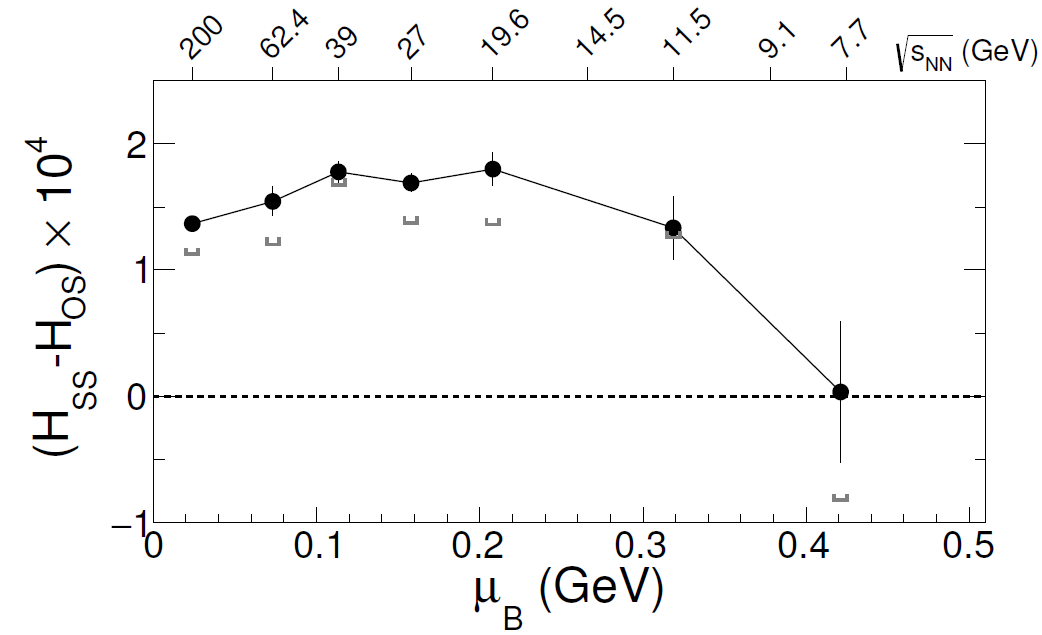 200 62.4 39 27 19.6 14.5 11.5 9.1 7.7 √s_NN (GeV)
(H_SS -H_OS) × 10^4
2
1
0
−1
0 0.1 0.2 0.3 0.4 0.5
μ_B (GeV)